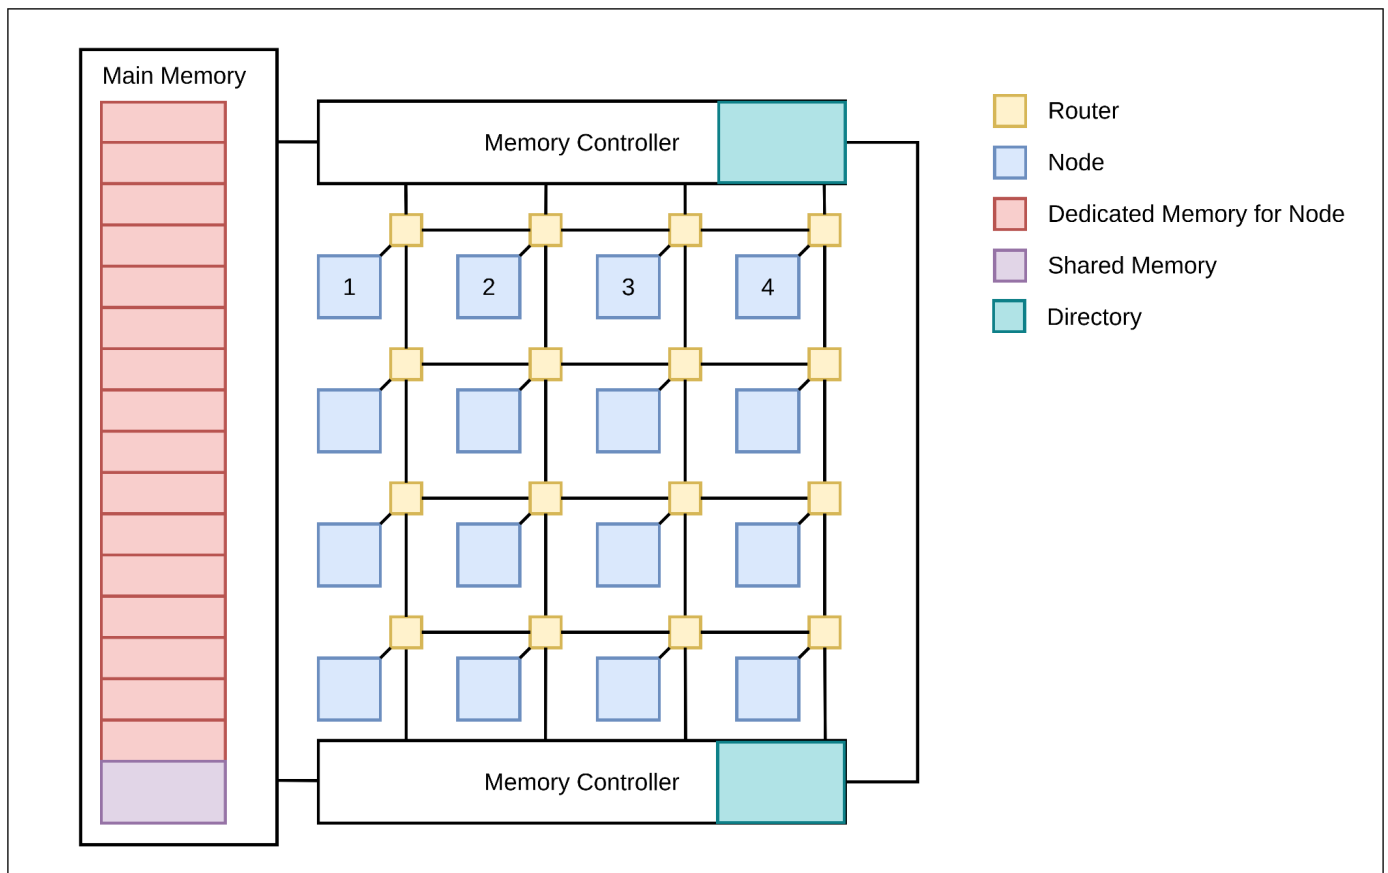 Main Memory
Memory Controller
Router
Node
Dedicated Memory for Node
Shared Memory
Directory
1
2
3
4
Memory Controller